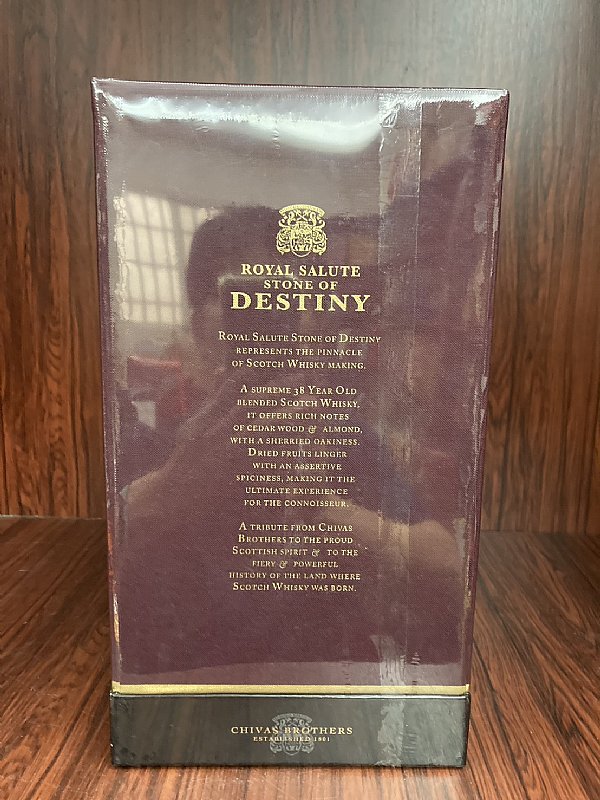 ROYAL SALUTE
STONE OF
DESTINY
ROYAL SALUTE STONE OF DESTINY
REPRESENTS THE PINNACLE
OF SCOTCH WHISKY MAKING.
A SUPREME 38 YEAR OLD
BLENDED SCOTCH WHISKY,
IT OFFERS RICH NOTES
OF CEDAR WOOD & ALMOND,
WITH A SHERRIED OAKINESS.
DRIED FRUITS LINGER
WITH AN ASSERTIVE
SPICINESS, MAKING IT THE
ULTIMATE EXPERIENCE
FOR THE CONNOISSEUR.
A TRIBUTE FROM CHIVAS
BROTHERS TO THE PROUD
SCOTTISH SPIRIT & TO THE
FIERY & POWERFUL
HISTORY OF THE LAND WHERE
SCOTCH WHISKY WAS BORN.
CHIVAS BROTHERS
ESTABLISHED 1801